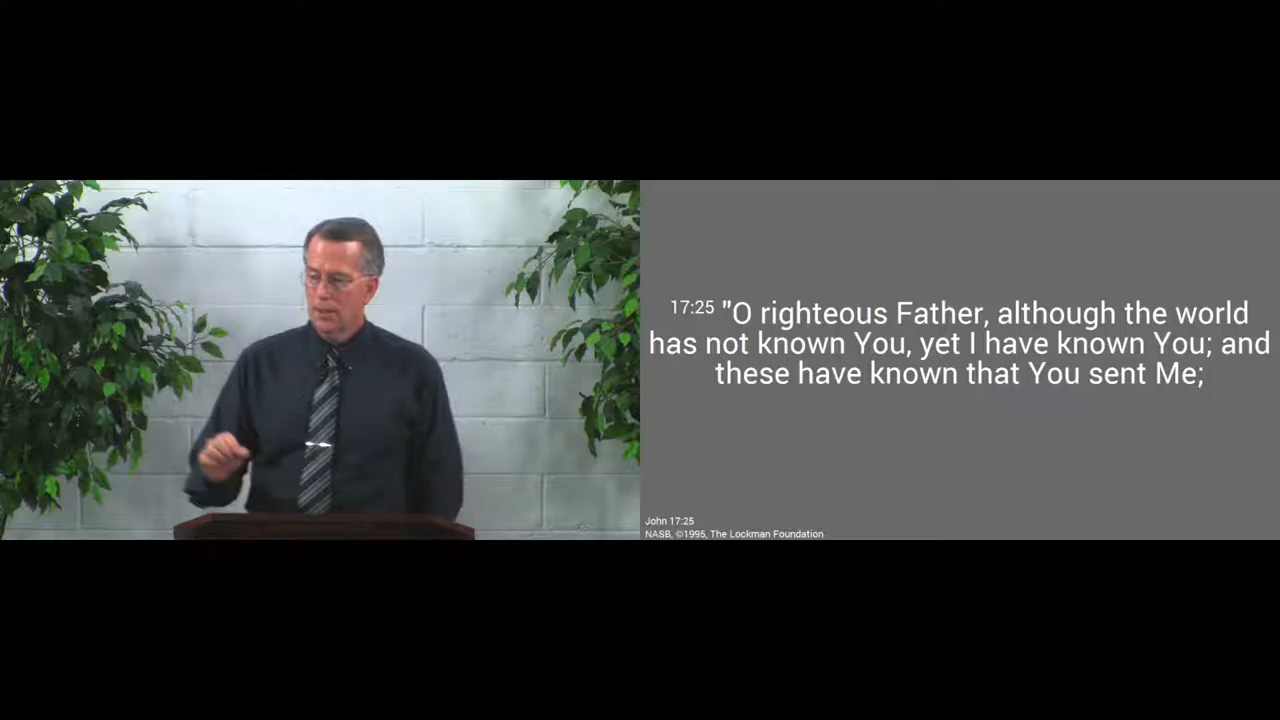 17:25 "O righteous Father, although the world
has not known You, yet I have known You; and
these have known that You sent Me;
John 17:25
NASB, ©1995, The Lockman Foundation